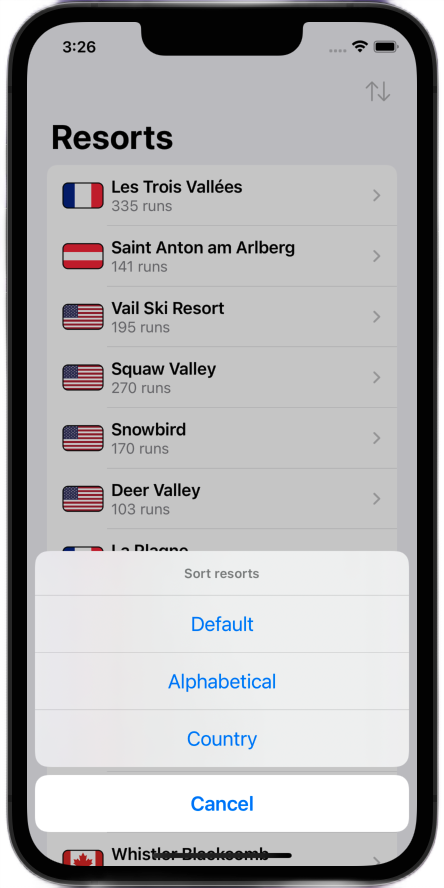 3:26
Resorts
Les Trois Vallées
335 runs
Saint Anton am Arlberg
141 runs
Vail Ski Resort
195 runs
Squaw Valley
270 runs
Snowbird
170 runs
Deer Valley
103 runs
La Plagne
Sort resorts
Default
Alphabetical
Country
Cancel
Whistler Blackcomb